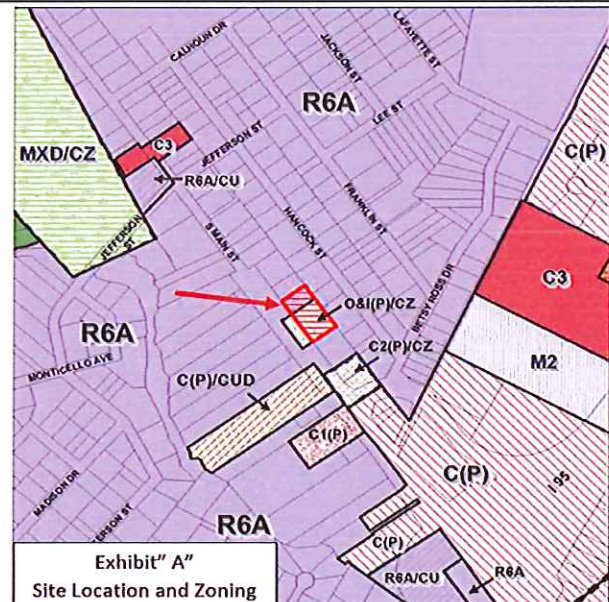 CALHOUN DR
JACKSON ST
LAFAYETTE ST
R6A
LEE ST
C(P)
MXD/CZ
C3
JEFFERSON ST
R6A/CU
FRANKLIN ST
JEFFERSON ST
S MAIN ST
HANCOCK ST
BETSY ROSS DR
C3
O&I(P)/CZ
R6A
C2(P)/CZ
M2
MONTICELLO AVE
C(P)/CUD
C1(P)
C(P)
I 95
MADISON DR
R6A
C(P)
R6A/CU
R6A
Exhibit" A"
Site Location and Zoning